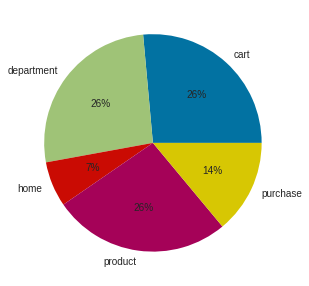 cart
department
26%
26%
7%
14%
home
purchase
26%
product